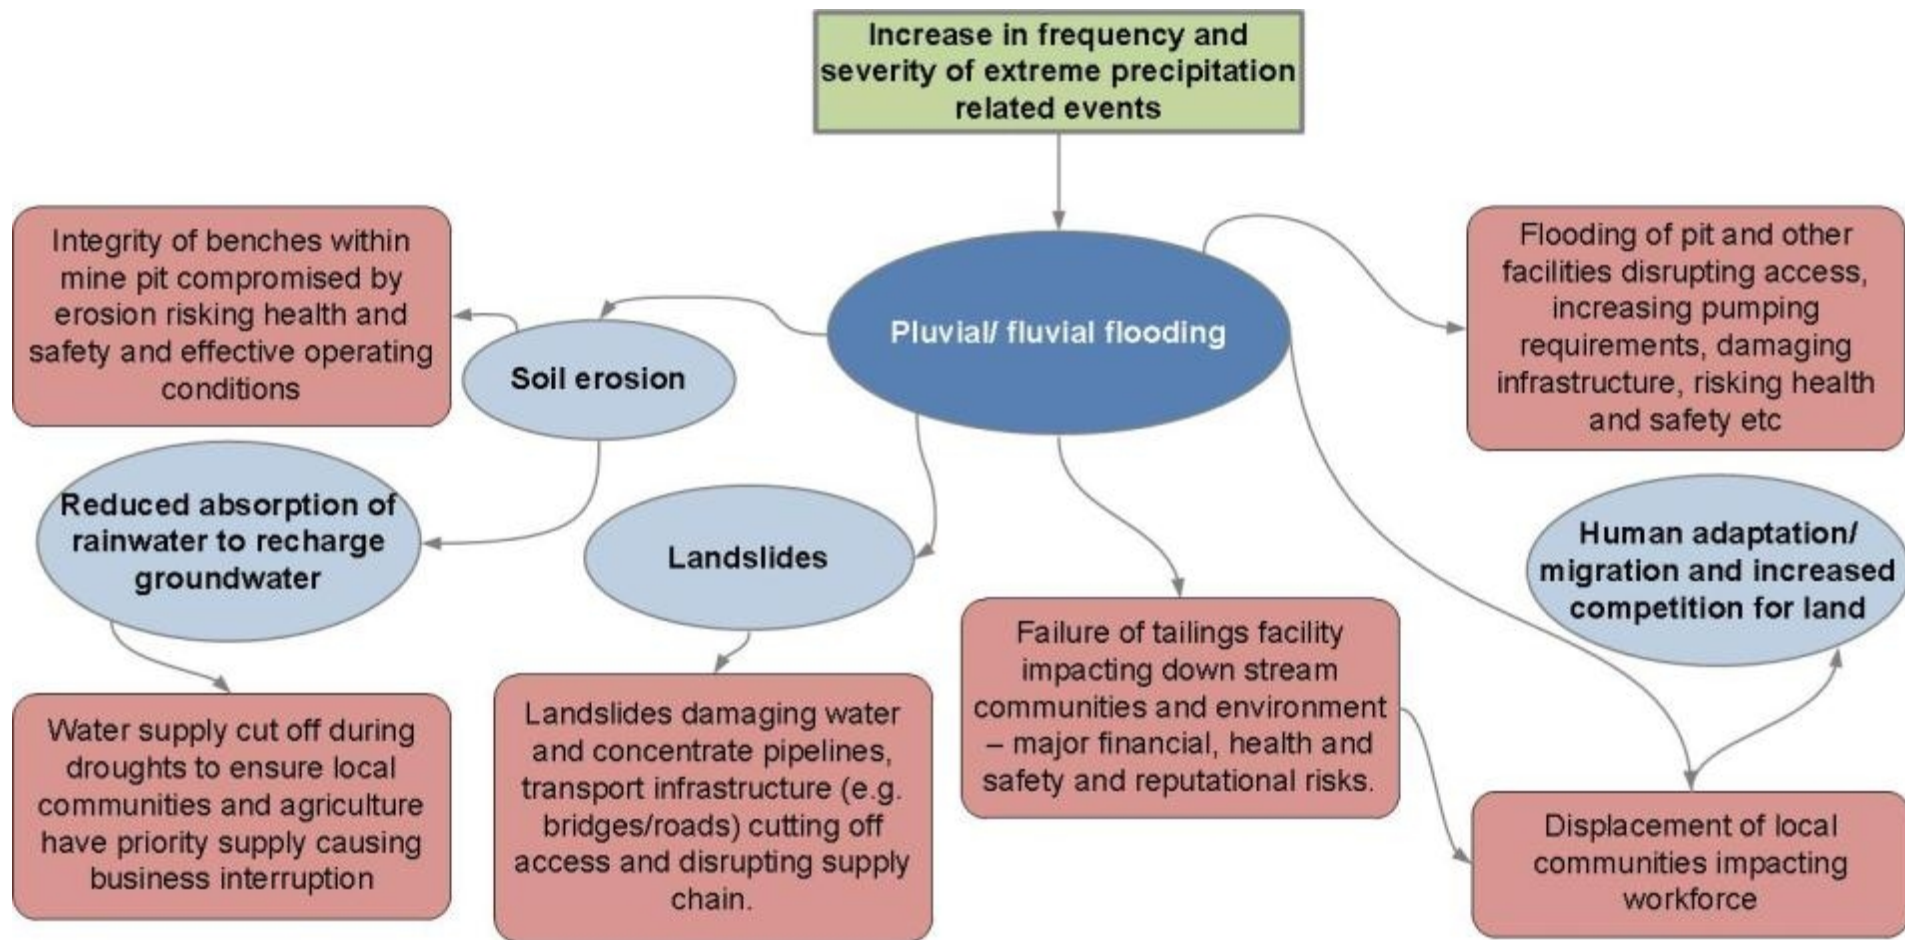 Increase in frequency and
severity of extreme precipitation
related events
Integrity of benches within
mine pit compromised by
erosion risking health and
safety and effective operating
conditions
Pluvial/ fluvial flooding
Flooding of pit and other
facilities disrupting access,
increasing pumping
requirements, damaging
infrastructure, risking health
and safety etc
Soil erosion
Reduced absorption of
rainwater to recharge
groundwater
Landslides
Human adaptation/
migration and increased
competition for land
Failure of tailings facility
impacting down stream
communities and environment
– major financial, health and
safety and reputational risks.
Water supply cut off during
droughts to ensure local
communities and agriculture
have priority supply causing
business interruption
Landslides damaging water
and concentrate pipelines,
transport infrastructure (e.g.
bridges/roads) cutting off
access and disrupting supply
chain.
Displacement of local
communities impacting
workforce